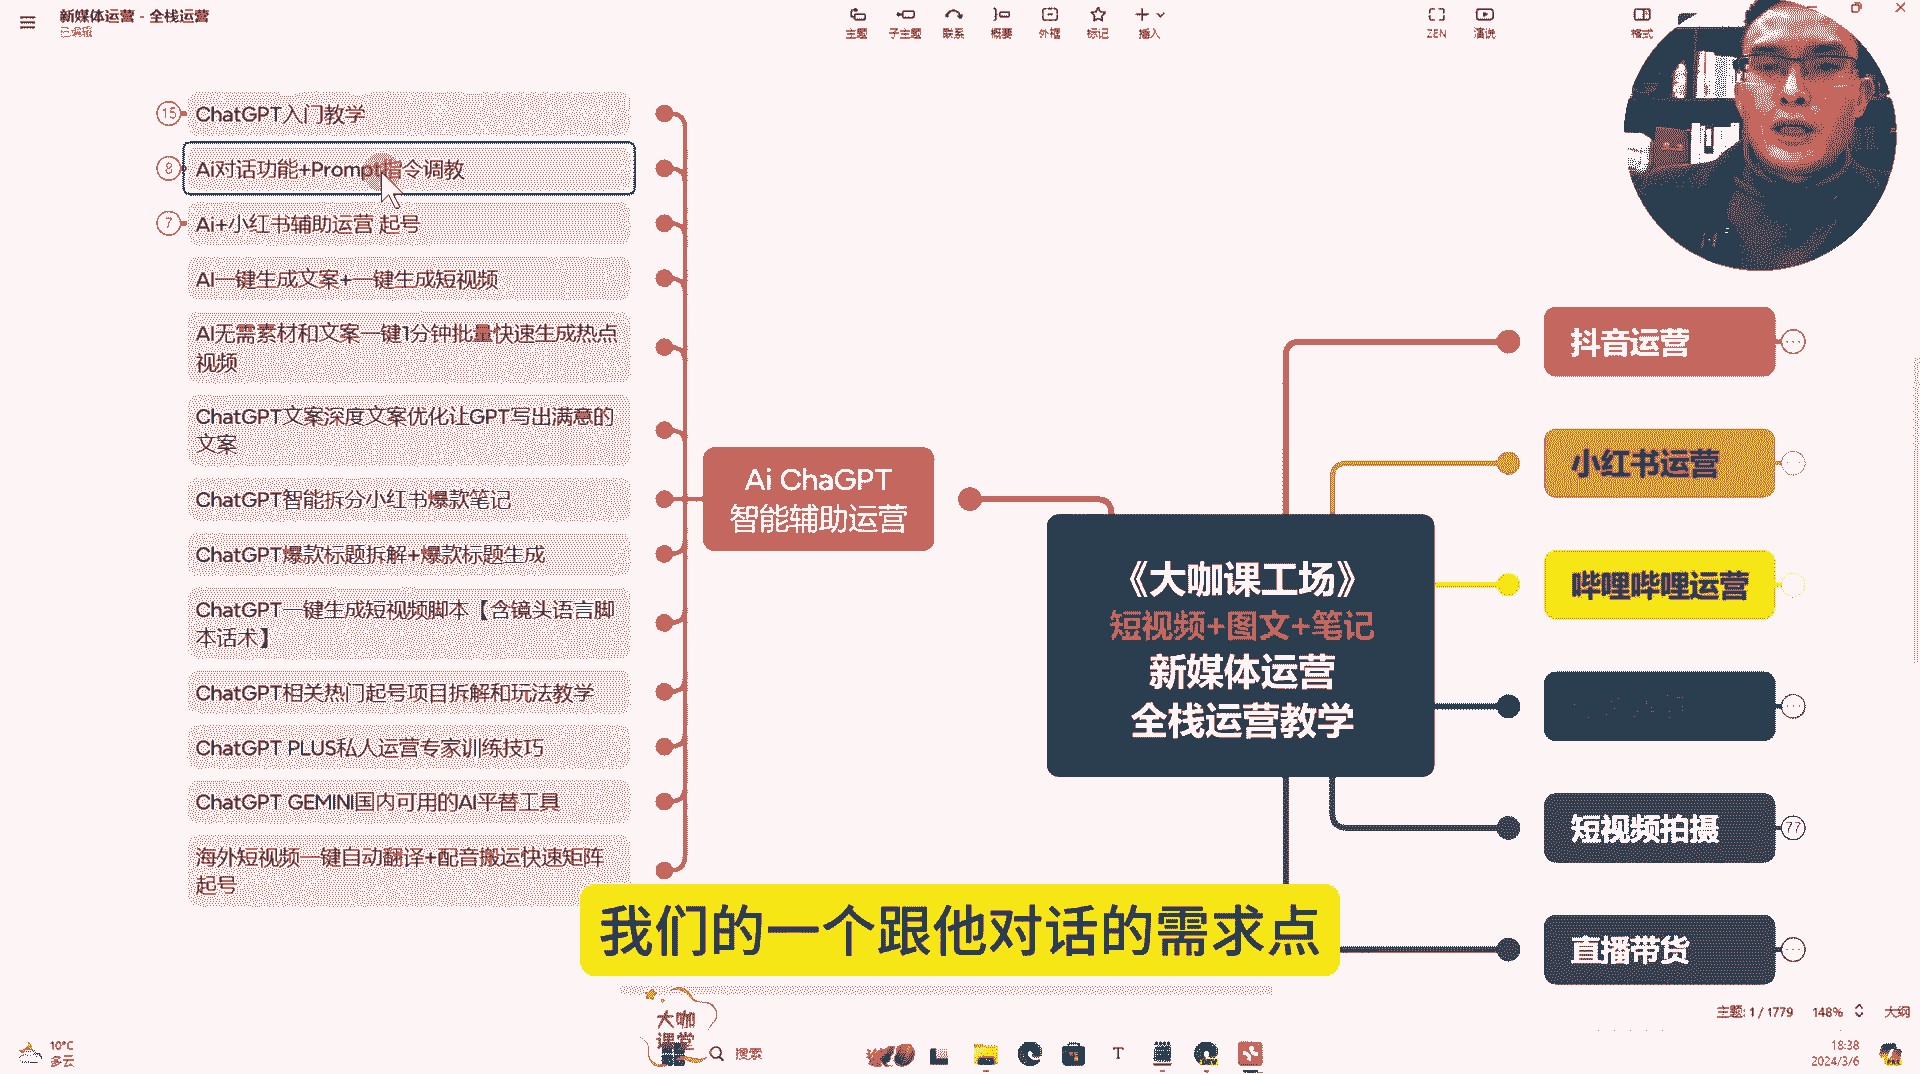 新媒体运营 - 全栈运营
已编辑
主题
子主题
联系
概要
外框
标记
插入
ZEN
演说
格式
15
ChatGPT入门教学
8
Ai对话功能+Prompt指令调教
7
Ai+小红书辅助运营 起号
AI一键生成文案+一键生成短视频
AI无需素材和文案一键1分钟批量快速生成热点
视频
ChatGPT文案深度文案优化让GPT写出满意的
文案
ChatGPT智能拆分小红书爆款笔记
ChatGPT爆款标题拆解+爆款标题生成
ChatGPT一键生成短视频脚本【含镜头语言脚
本话术】
ChatGPT相关热门起号项目拆解和玩法教学
ChatGPT PLUS私人运营专家训练技巧
ChatGPT GEMINI国内可用的AI平替工具
海外短视频一键自动翻译+配音搬运快速矩阵
起号
Ai ChaGPT
智能辅助运营
《大咖课工场》
短视频+图文+笔记
新媒体运营
全栈运营教学
抖音运营
小红书运营
哔哩哔哩运营
短视频拍摄
77
直播带货
我们的一个跟他对话的需求点
大咖
课堂
主题: 1 / 1779
148%
大纲
10°C
多云
搜索
18:38
2024/3/6